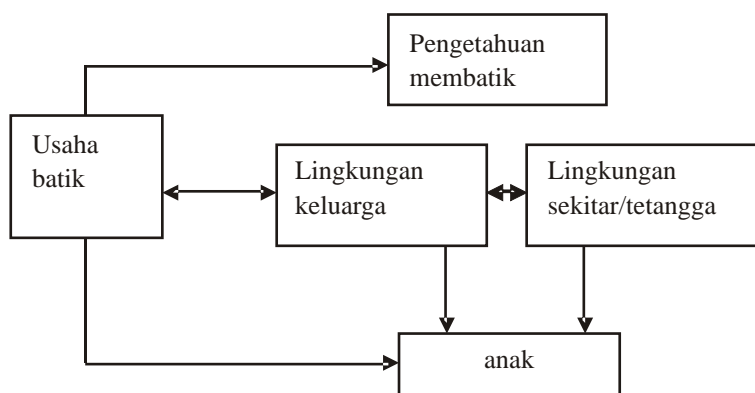 Pengetahuan
membatik
Usaha
batik
Lingkungan
keluarga
Lingkungan
sekitar/tetangga
anak